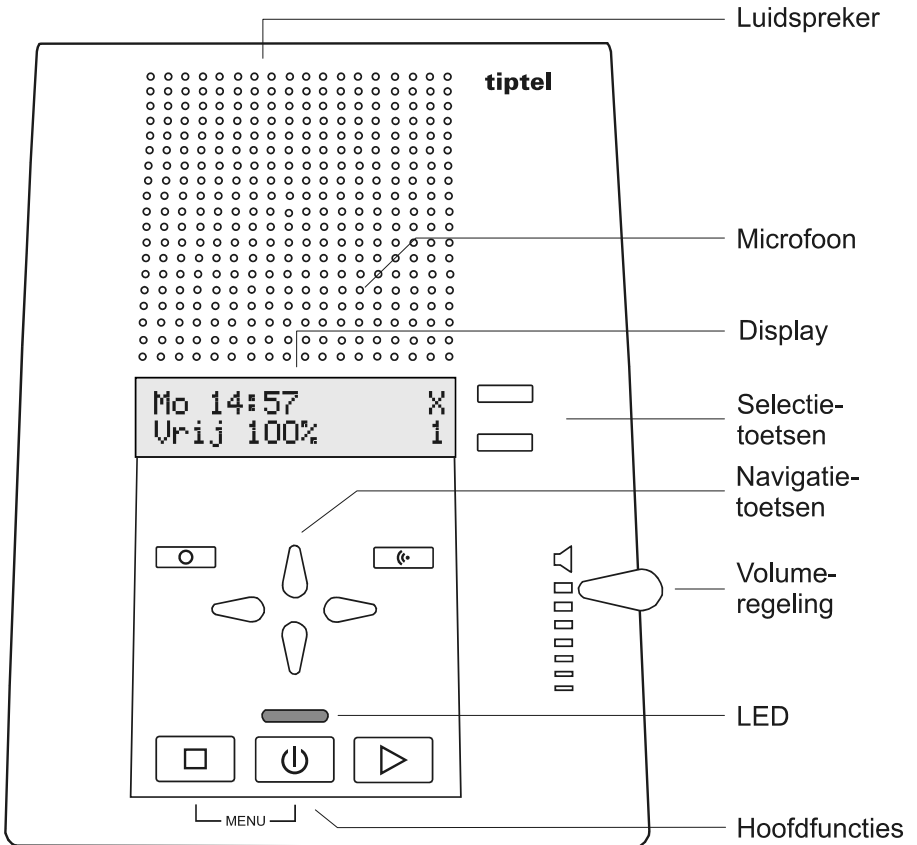 Luidspreker
tiptel
Microfoon
Display
Mo 14:57 X
Vrij 100% 1
Selectie-
toetsen
Navigatie-
toetsen
Volume-
regeling
LED
MENU
Hoofdfuncties